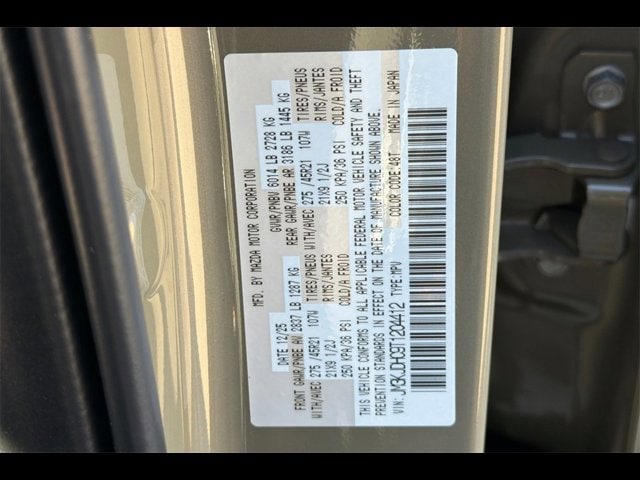 MFD. BY MAZDA MOTOR CORPORATION
DATE 12/25 GVWR/PNBV 6014 LB 2728 KG
FRONT GAWR/PNBE AV 2837 LB 1287 KG REAR GAWR/PNBE AR 3186 LB 1445 KG
WITH/AVEC 275 /45R21 107W TIRES/PNEUS WITH/AVEC 275 /45R21 107W TIRES/PNEUS
21X9 1/2J RIMS/JANTES 21X9 1/2J RIMS/JANTES
250 KPA/36 PSI COLD/A FROID 250 KPA/36 PSI COLD/A FROID
THIS VEHICLE CONFORMS TO ALL APPLICABLE FEDERAL MOTOR VEHICLE SAFETY AND THEFT
PREVENTION STANDARDS IN EFFECT ON THE DATE OF MANUFACTURE SHOWN ABOVE.
COLOR CODE:48T MADE IN JAPAN
VIN: TYPE:MPV